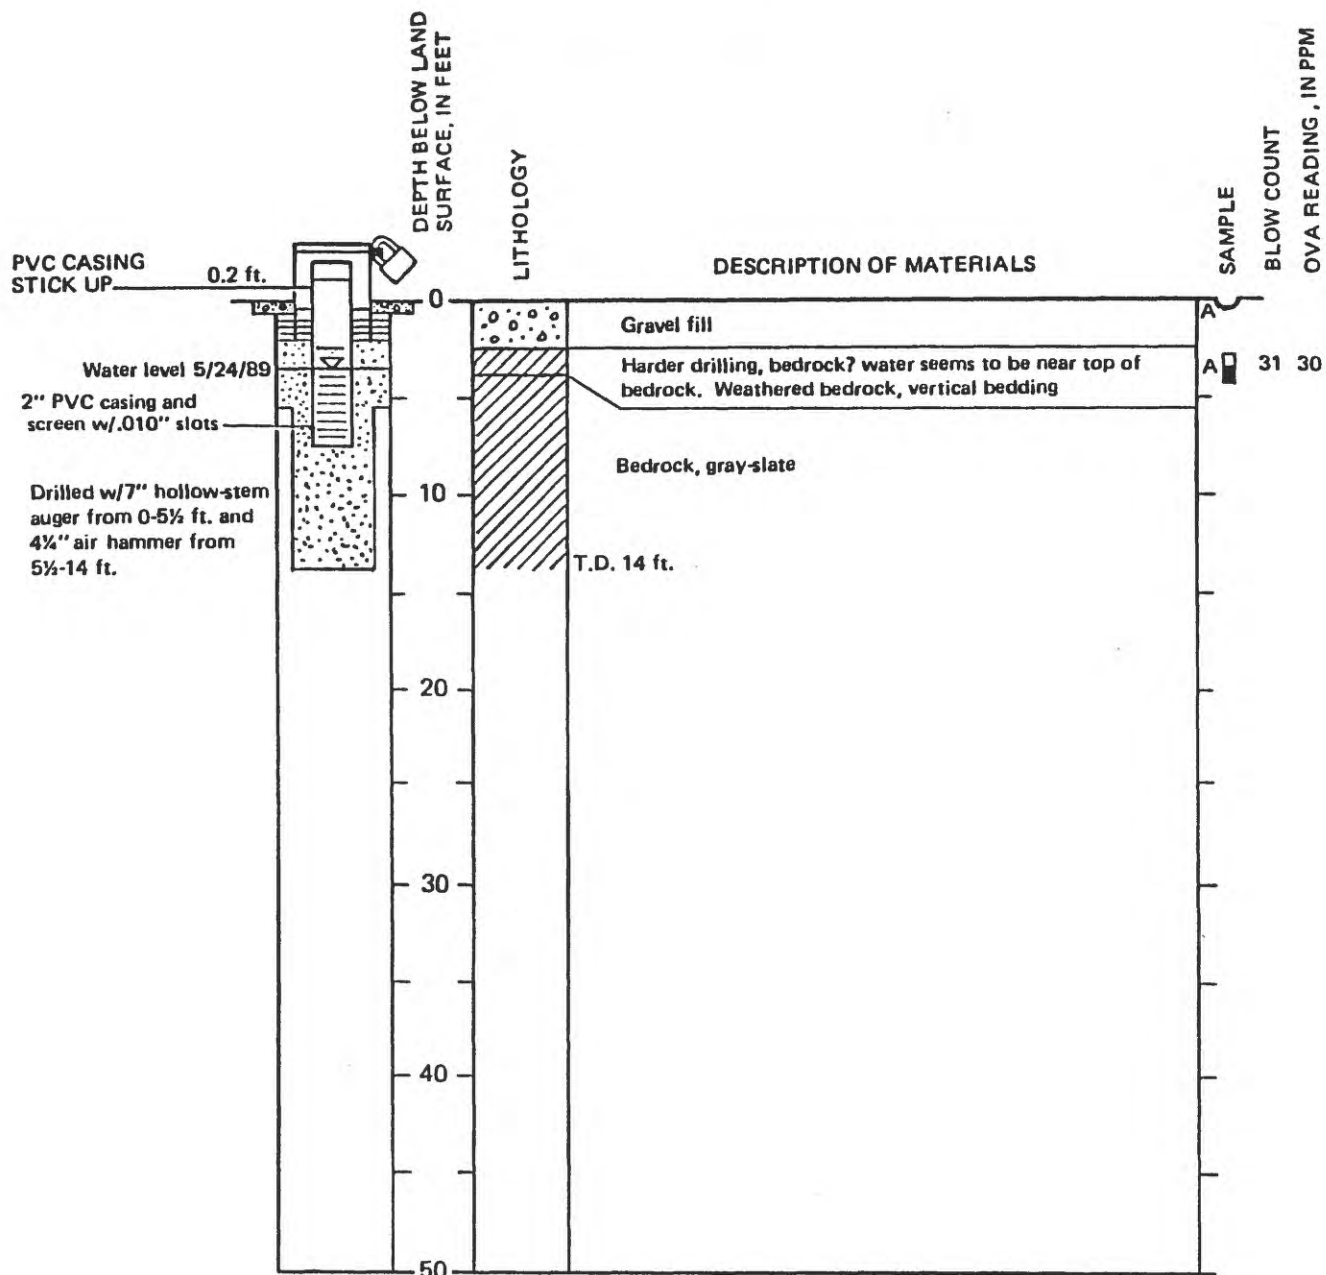 DEPTH BELOW LAND
SURFACE, IN FEET
LITHOLOGY
DESCRIPTION OF MATERIALS
SAMPLE
BLOW COUNT
OVA READING, IN PPM
PVC CASING
STICK UP
0.2 ft.
0
A
Gravel fill
Water level 5/24/89
Harder drilling, bedrock? water seems to be near top of
bedrock. Weathered bedrock, vertical bedding
A
31
30
2" PVC casing and
screen w/.010" slots
Bedrock, gray-slate
Drilled w/7" hollow-stem
auger from 0-5½ ft. and
4¼" air hammer from
5½-14 ft.
10
T.D. 14 ft.
20
30
40
50